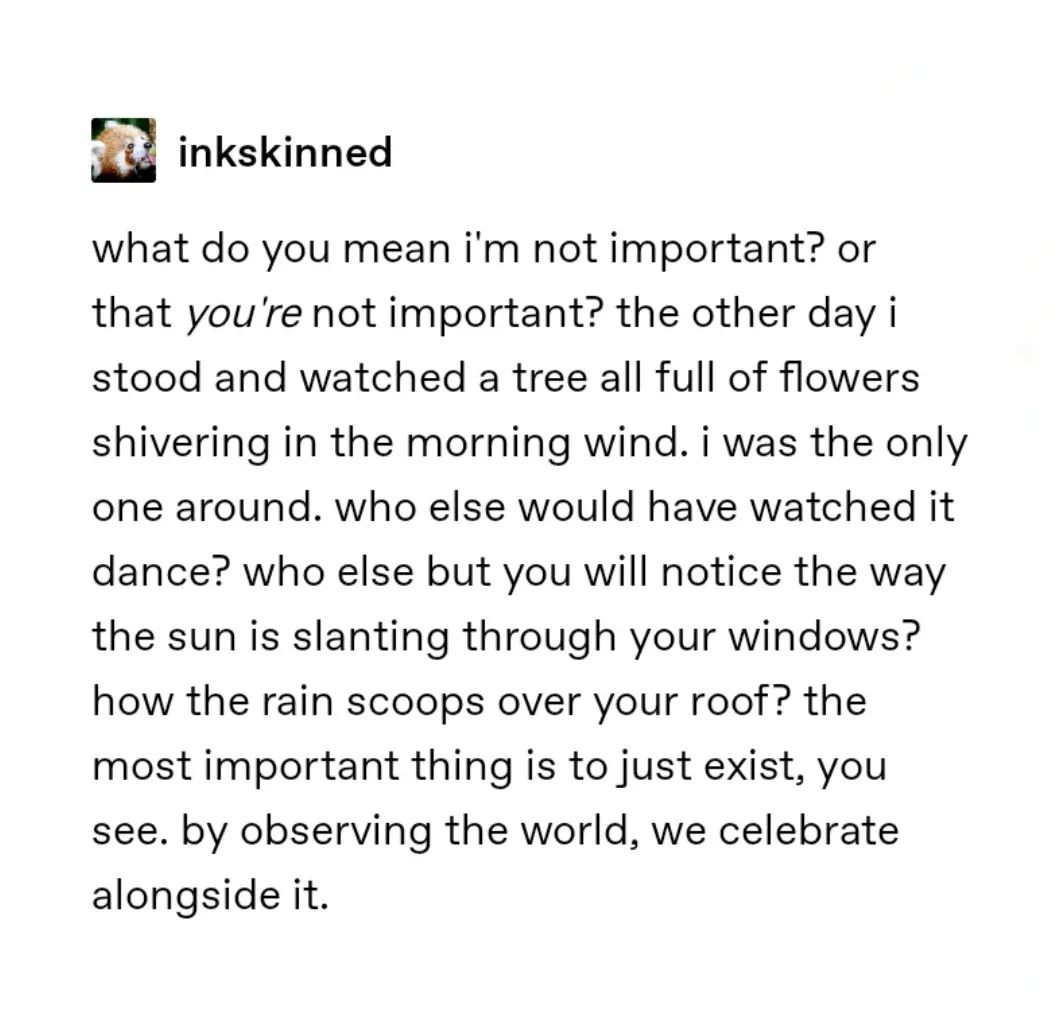 inkskinned
what do you mean i'm not important? or
that you're not important? the other day i
stood and watched a tree all full of flowers
shivering in the morning wind. i was the only
one around. who else would have watched it
dance? who else but you will notice the way
the sun is slanting through your windows?
how the rain scoops over your roof? the
most important thing is to just exist, you
see. by observing the world, we celebrate
alongside it.